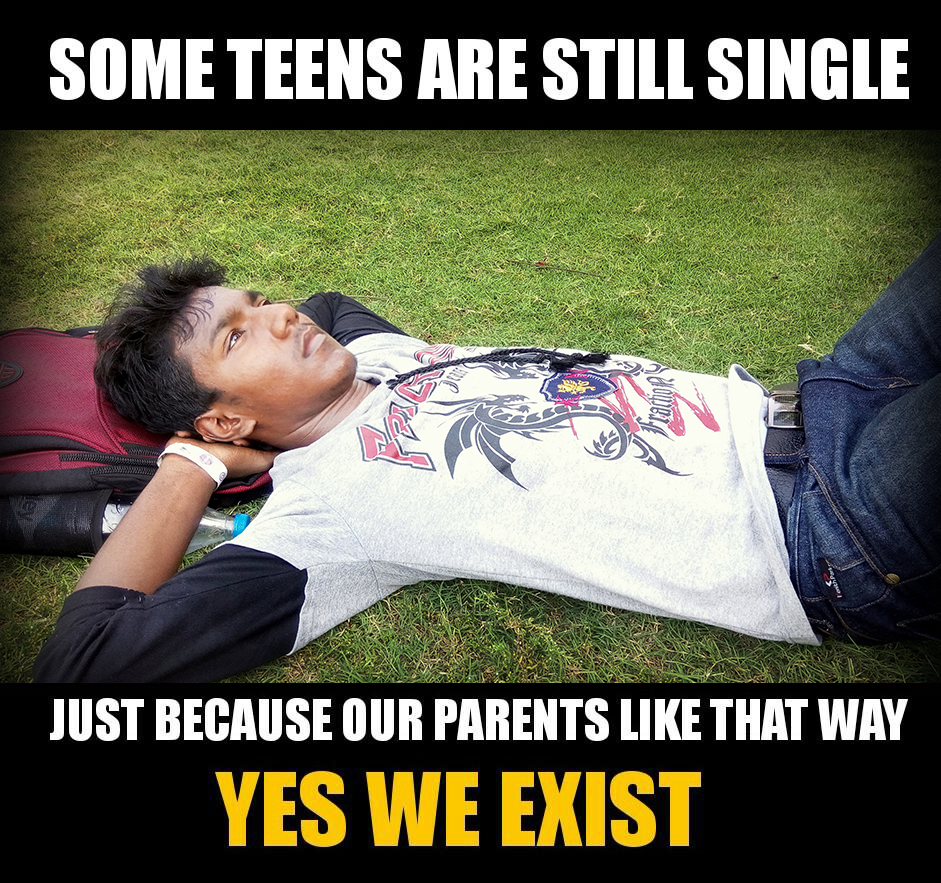 SOME TEENS ARE STILL SINGLE
JUST BECAUSE OUR PARENTS LIKE THAT WAY
YES WE EXIST